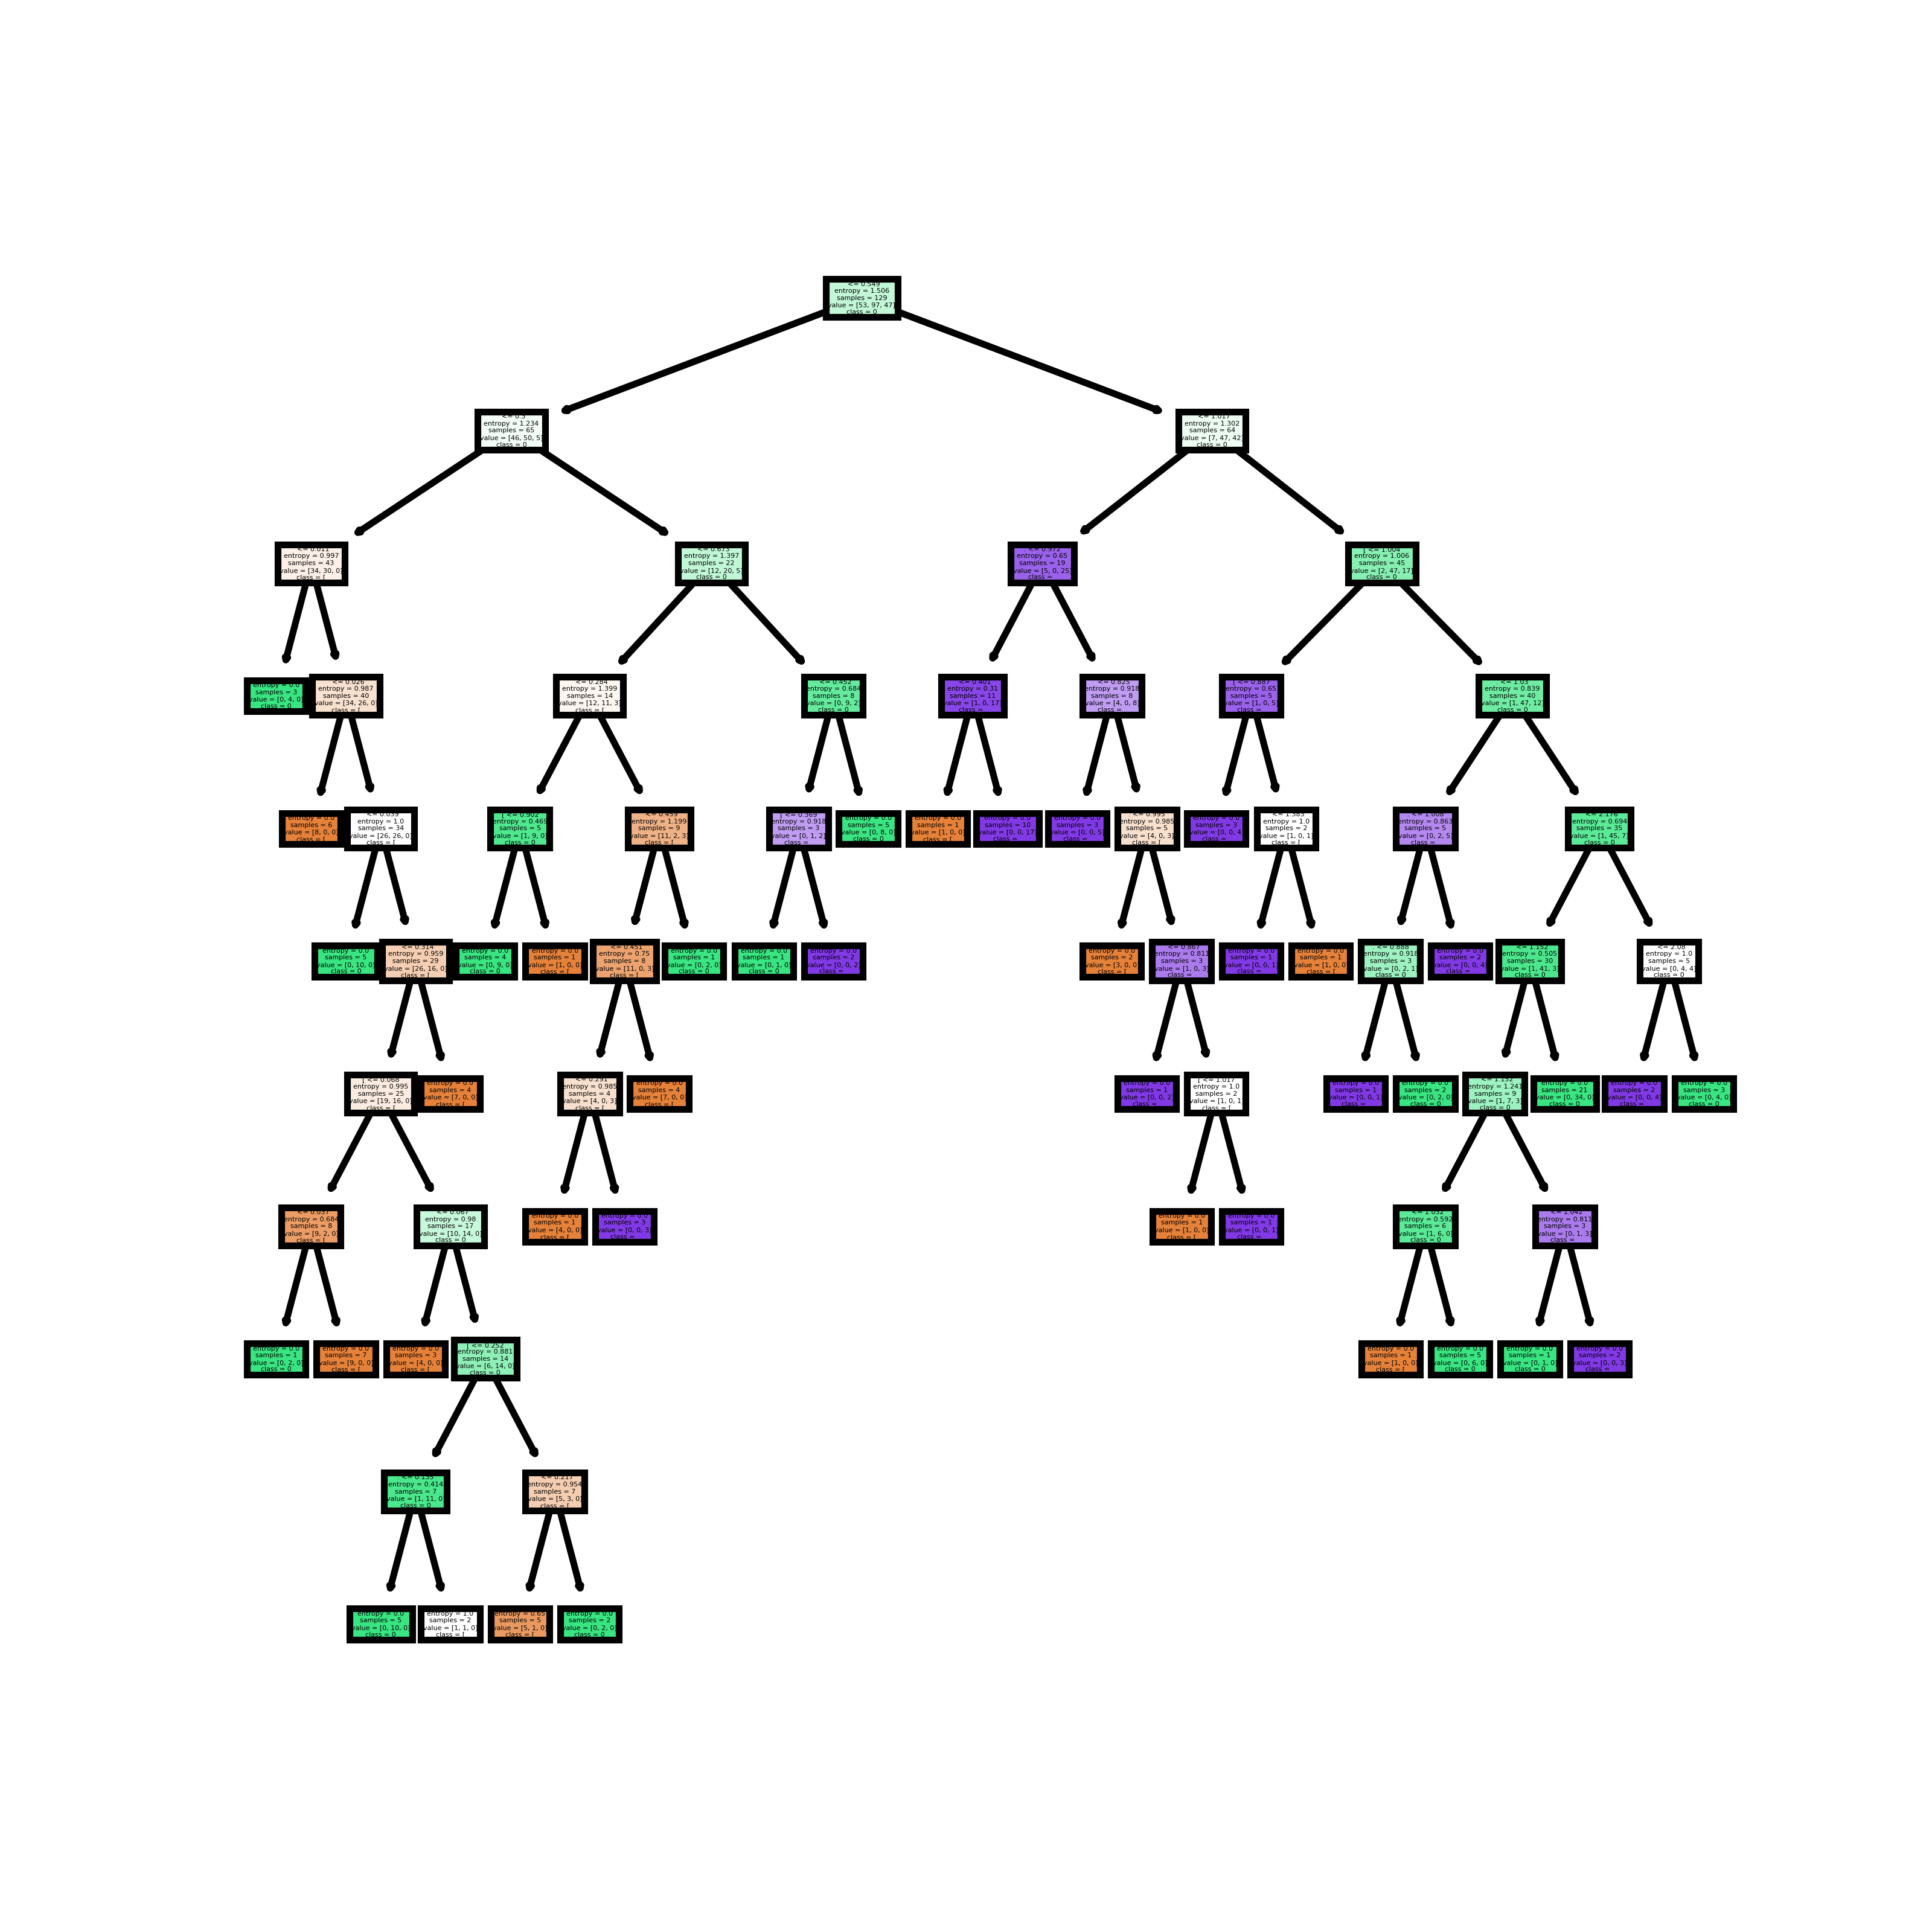 <= 0.549
entropy = 1.506
samples = 129
value = [53, 97, 47]
class = 0
<= 0.3
entropy = 1.234
samples = 65
value = [46, 50, 5]
class = 0
<= 1.017
entropy = 1.302
samples = 64
value = [7, 47, 42]
class = 0
<= 0.011
entropy = 0.997
samples = 43
value = [34, 30, 0]
class = [
<= 0.673
entropy = 1.397
samples = 22
value = [12, 20, 5]
class = 0
<= 0.972
entropy = 0.65
samples = 19
value = [5, 0, 25]
class =
[ <= 1.004
entropy = 1.006
samples = 45
value = [2, 47, 17]
class = 0
entropy = 0.0
samples = 3
value = [0, 4, 0]
class = 0
<= 0.026
entropy = 0.987
samples = 40
value = [34, 26, 0]
class = [
<= 0.284
entropy = 1.399
samples = 14
value = [12, 11, 3]
class = [
<= 0.452
entropy = 0.684
samples = 8
value = [0, 9, 2]
class = 0
<= 0.401
entropy = 0.31
samples = 11
value = [1, 0, 17]
class =
<= 0.825
entropy = 0.918
samples = 8
value = [4, 0, 8]
class =
[ <= 0.887
entropy = 0.65
samples = 5
value = [1, 0, 5]
class =
<= 1.03
entropy = 0.839
samples = 40
value = [1, 47, 12]
class = 0
entropy = 0.0
samples = 6
value = [8, 0, 0]
class = [
<= 0.039
entropy = 1.0
samples = 34
value = [26, 26, 0]
class = [
[ <= 0.902
entropy = 0.469
samples = 5
value = [1, 9, 0]
class = 0
<= 0.459
entropy = 1.199
samples = 9
value = [11, 2, 3]
class = [
[ <= 0.369
entropy = 0.918
samples = 3
value = [0, 1, 2]
class =
entropy = 0.0
samples = 5
value = [0, 8, 0]
class = 0
entropy = 0.0
samples = 1
value = [1, 0, 0]
class = [
entropy = 0.0
samples = 10
value = [0, 0, 17]
class =
entropy = 0.0
samples = 3
value = [0, 0, 5]
class =
<= 0.995
entropy = 0.985
samples = 5
value = [4, 0, 3]
class = [
entropy = 0.0
samples = 3
value = [0, 0, 4]
class =
<= 1.385
entropy = 1.0
samples = 2
value = [1, 0, 1]
class = [
<= 1.008
entropy = 0.863
samples = 5
value = [0, 2, 5]
class =
<= 2.176
entropy = 0.694
samples = 35
value = [1, 45, 7]
class = 0
entropy = 0.0
samples = 5
value = [0, 10, 0]
class = 0
<= 0.314
entropy = 0.959
samples = 29
value = [26, 16, 0]
class = [
entropy = 0.0
samples = 4
value = [0, 9, 0]
class = 0
entropy = 0.0
samples = 1
value = [1, 0, 0]
class = [
<= 0.451
entropy = 0.75
samples = 8
value = [11, 0, 3]
class = [
entropy = 0.0
samples = 1
value = [0, 2, 0]
class = 0
entropy = 0.0
samples = 1
value = [0, 1, 0]
class = 0
entropy = 0.0
samples = 2
value = [0, 0, 2]
class =
entropy = 0.0
samples = 2
value = [3, 0, 0]
class = [
<= 0.867
entropy = 0.811
samples = 3
value = [1, 0, 3]
class =
entropy = 0.0
samples = 1
value = [0, 0, 1]
class =
entropy = 0.0
samples = 1
value = [1, 0, 0]
class = [
<= 0.888
entropy = 0.918
samples = 3
value = [0, 2, 1]
class = 0
entropy = 0.0
samples = 2
value = [0, 0, 4]
class =
<= 1.152
entropy = 0.505
samples = 30
value = [1, 41, 3]
class = 0
<= 2.08
entropy = 1.0
samples = 5
value = [0, 4, 4]
class = 0
[ <= 0.068
entropy = 0.995
samples = 25
value = [19, 16, 0]
class = [
entropy = 0.0
samples = 4
value = [7, 0, 0]
class = [
<= 0.291
entropy = 0.985
samples = 4
value = [4, 0, 3]
class = [
entropy = 0.0
samples = 4
value = [7, 0, 0]
class = [
entropy = 0.0
samples = 1
value = [0, 0, 2]
class =
[ <= 1.017
entropy = 1.0
samples = 2
value = [1, 0, 1]
class = [
entropy = 0.0
samples = 1
value = [0, 0, 1]
class =
entropy = 0.0
samples = 2
value = [0, 2, 0]
class = 0
<= 1.132
entropy = 1.241
samples = 9
value = [1, 7, 3]
class = 0
entropy = 0.0
samples = 21
value = [0, 34, 0]
class = 0
entropy = 0.0
samples = 2
value = [0, 0, 4]
class =
entropy = 0.0
samples = 3
value = [0, 4, 0]
class = 0
<= 0.037
entropy = 0.684
samples = 8
value = [9, 2, 0]
class = [
<= 0.067
entropy = 0.98
samples = 17
value = [10, 14, 0]
class = 0
entropy = 0.0
samples = 1
value = [4, 0, 0]
class = [
entropy = 0.0
samples = 3
value = [0, 0, 3]
class =
entropy = 0.0
samples = 1
value = [1, 0, 0]
class = [
entropy = 0.0
samples = 1
value = [0, 0, 1]
class =
<= 1.032
entropy = 0.592
samples = 6
value = [1, 6, 0]
class = 0
<= 1.042
entropy = 0.811
samples = 3
value = [0, 1, 3]
class =
entropy = 0.0
samples = 1
value = [0, 2, 0]
class = 0
entropy = 0.0
samples = 7
value = [9, 0, 0]
class = [
entropy = 0.0
samples = 3
value = [4, 0, 0]
class = [
[ <= 0.252
entropy = 0.881
samples = 14
value = [6, 14, 0]
class = 0
entropy = 0.0
samples = 1
value = [1, 0, 0]
class = [
entropy = 0.0
samples = 5
value = [0, 6, 0]
class = 0
entropy = 0.0
samples = 1
value = [0, 1, 0]
class = 0
entropy = 0.0
samples = 2
value = [0, 0, 3]
class =
<= 0.135
entropy = 0.414
samples = 7
value = [1, 11, 0]
class = 0
<= 0.217
entropy = 0.954
samples = 7
value = [5, 3, 0]
class = [
entropy = 0.0
samples = 5
value = [0, 10, 0]
class = 0
entropy = 1.0
samples = 2
value = [1, 1, 0]
class = [
entropy = 0.65
samples = 5
value = [5, 1, 0]
class = [
entropy = 0.0
samples = 2
value = [0, 2, 0]
class = 0